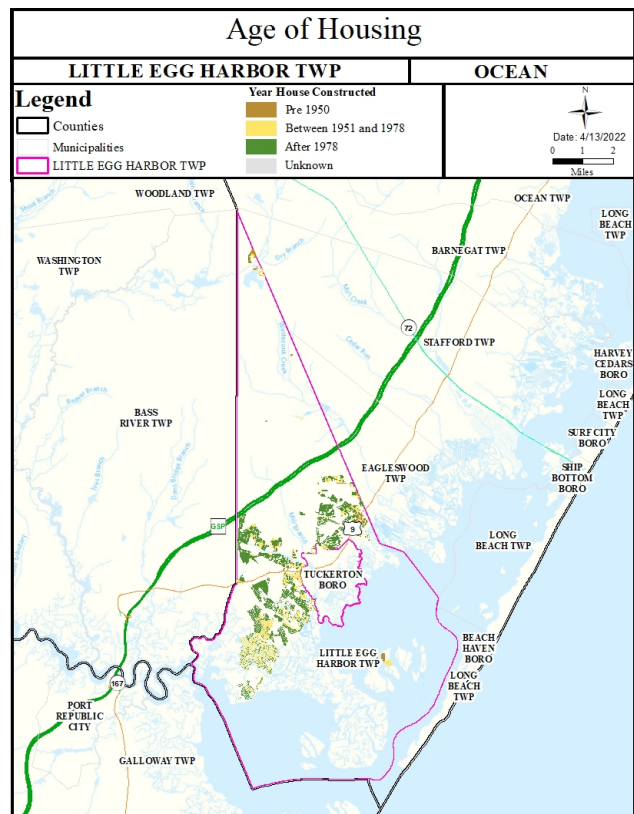 Age of Housing
LITTLE EGG HARBOR TWP
OCEAN
Legend
Counties
Municipalities
LITTLE EGG HARBOR TWP
Year House Constructed
Pre 1950
Between 1951 and 1978
After 1978
Unknown
N
Date: 4/13/2022
0 1 2
Miles
WOODLAND TWP
OCEAN TWP
LONG
BEACH
TWP
BARNEGAT TWP
WASHINGTON
TWP
Dry Branch
72
STAFFORD TWP
HARVEY
CEDARS
BORO
LONG
BEACH
TWP
Beaver Branch
BASS
RIVER TWP
SURF CITY
BORO
EAGLESWOOD
TWP
SHIP
BOTTOM
BORO
GSP
9
LONG
BEACH TWP
TUCKERTON
BORO
LITTLE EGG
HARBOR TWP
BEACH
HAVEN
BORO
LONG
BEACH
TWP
167
PORT
REPUBLIC
CITY
GALLOWAY TWP